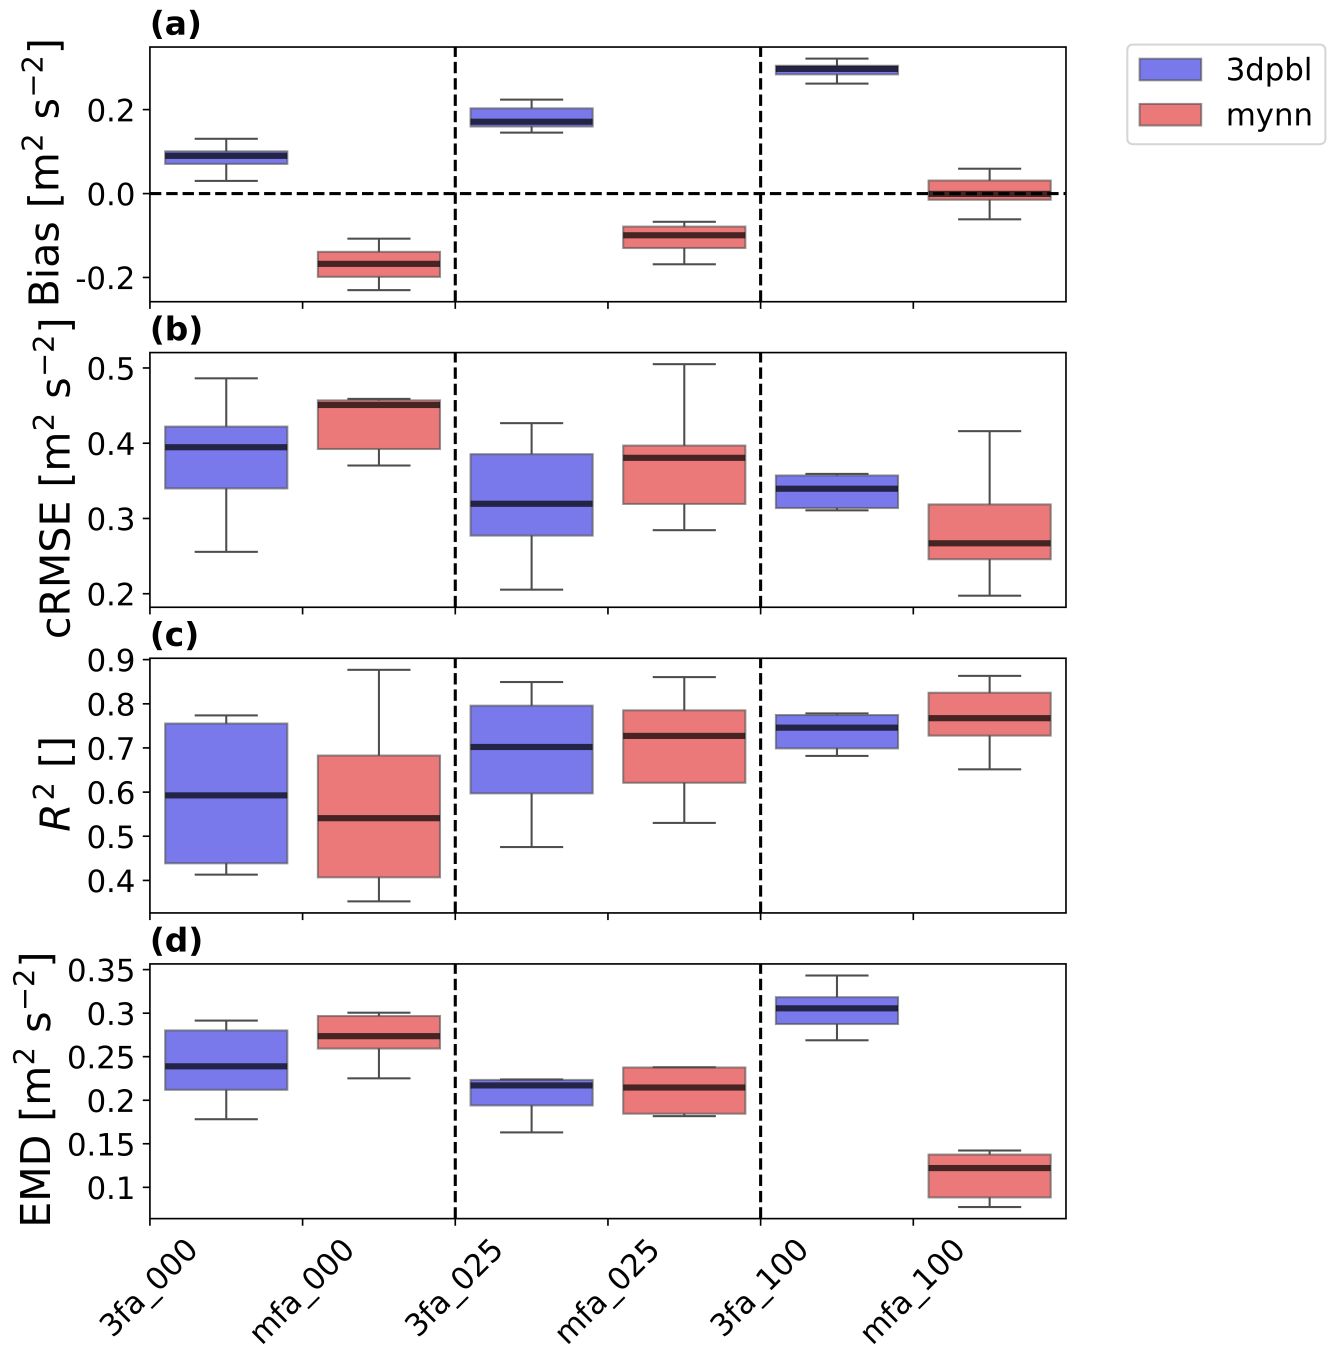 (a)
3dpbl
mynn
Bias [m² s⁻²]
0.2
0.0
-0.2
(b)
cRMSE [m² s⁻²]
0.5
0.4
0.3
0.2
(c)
R² []
0.9
0.8
0.7
0.6
0.5
0.4
(d)
EMD [m² s⁻²]
0.35
0.3
0.25
0.2
0.15
0.1
3fa_000
mfa_000
3fa_025
mfa_025
3fa_100
mfa_100